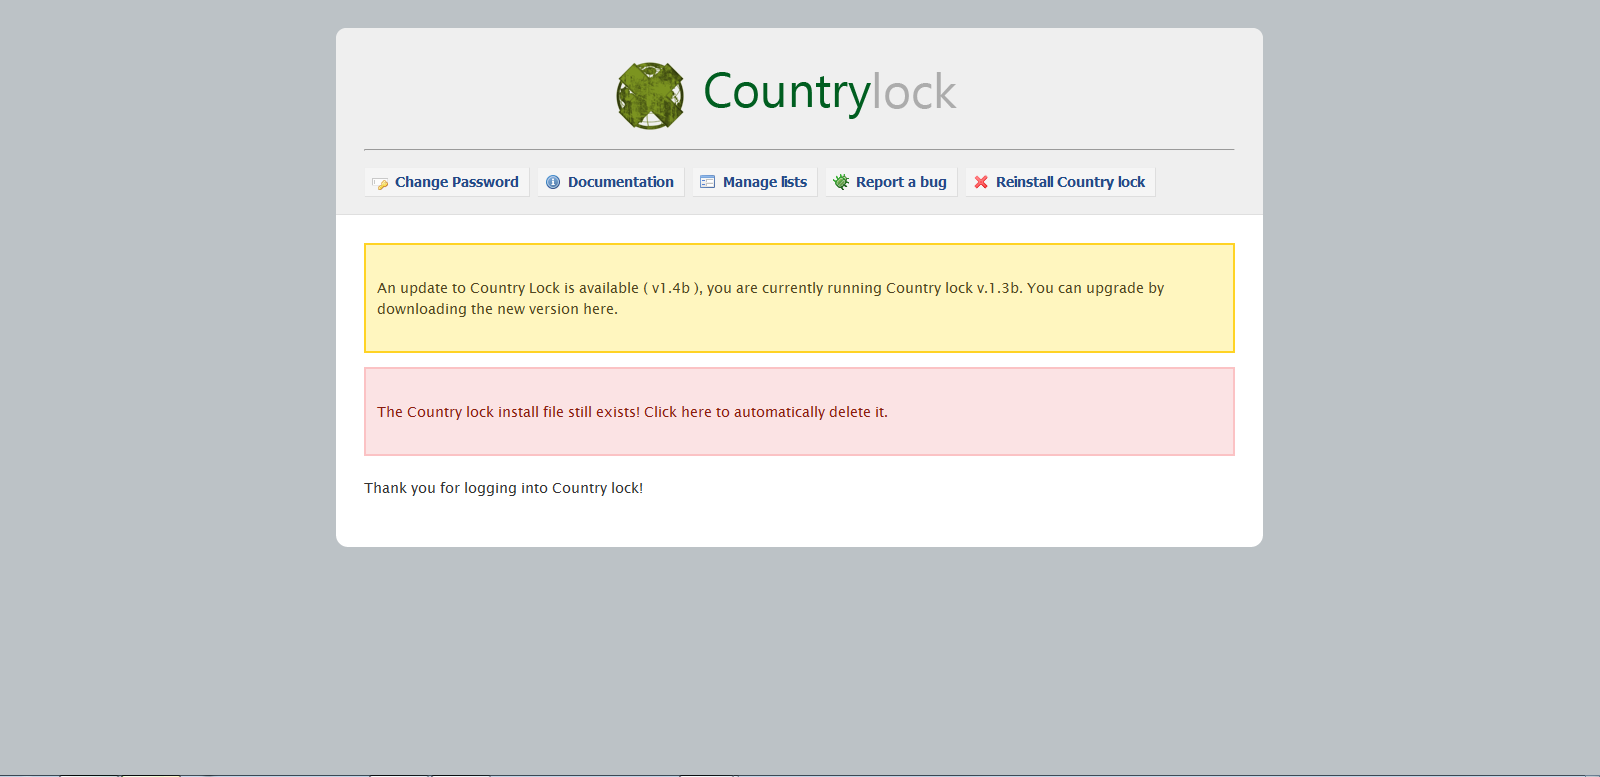 Countrylock
Change Password
Documentation
Manage lists
Report a bug
Reinstall Country lock
An update to Country Lock is available ( v1.4b ), you are currently running Country lock v.1.3b. You can upgrade by
downloading the new version here.
The Country lock install file still exists! Click here to automatically delete it.
Thank you for logging into Country lock!